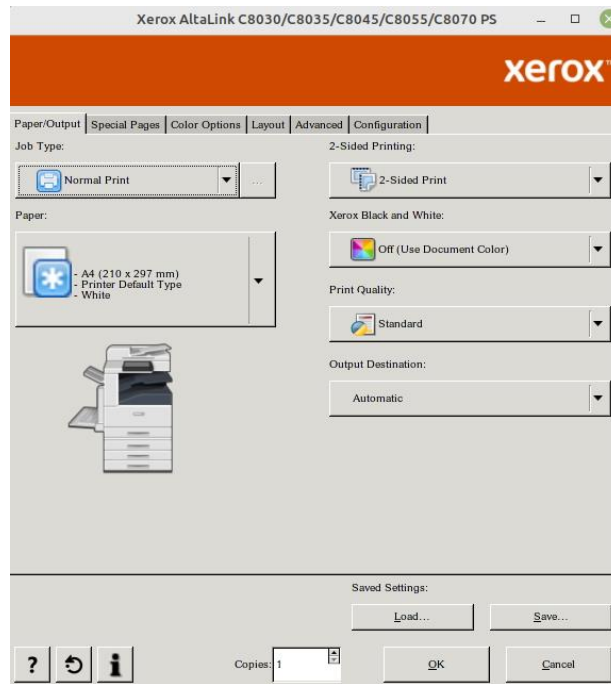 Xerox AltaLink C8030/C8035/C8045/C8055/C8070 PS
xerox™
Paper/Output Special Pages Color Options Layout Advanced Configuration
Job Type:
Normal Print
...
Paper:
- A4 (210 x 297 mm)
- Printer Default Type
- White
2-Sided Printing:
2-Sided Print
Xerox Black and White:
Off (Use Document Color)
Print Quality:
Standard
Output Destination:
Automatic
Saved Settings:
Load...
Save...
?
i
Copies: 1
OK
Cancel